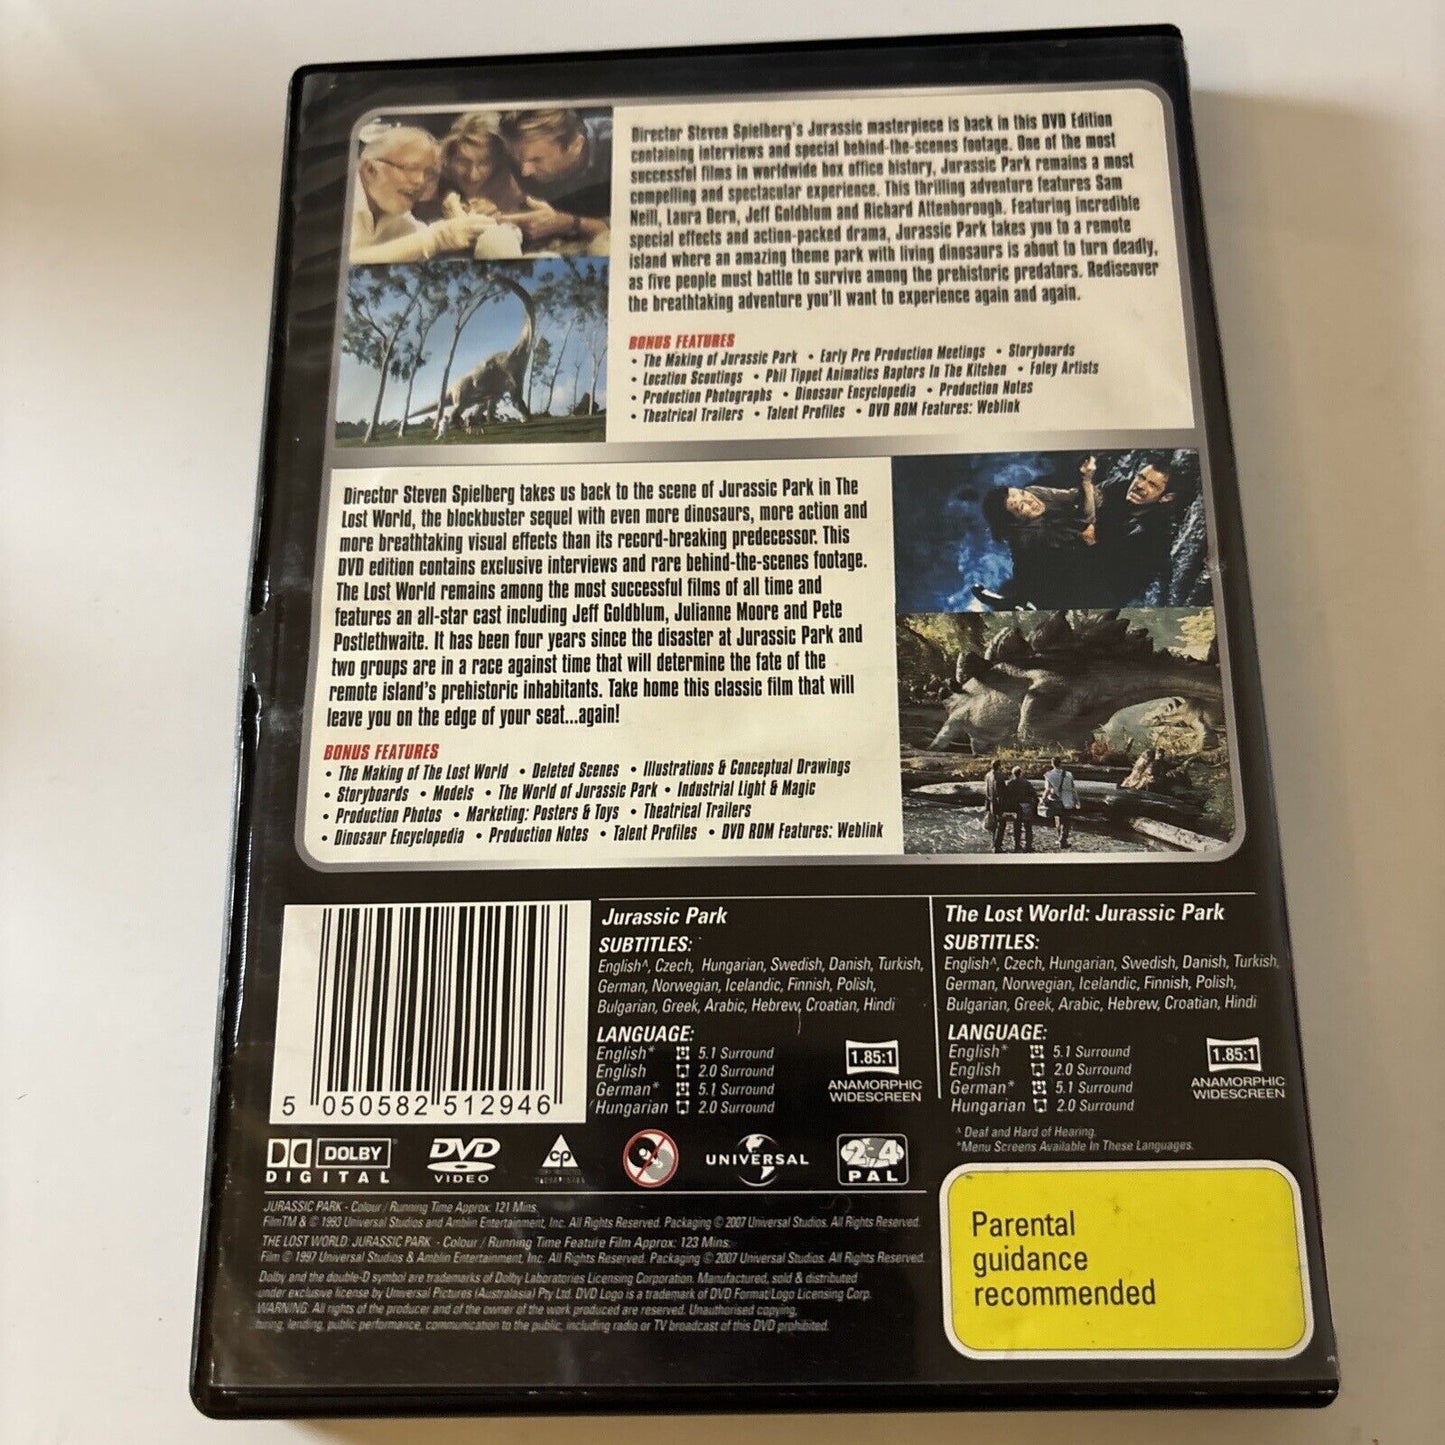 Director Steven Spielberg's Jurassic masterpiece is back in this DVD Edition
containing interviews and special behind-the-scenes footage. One of the most
successful films in worldwide box office history, Jurassic Park remains a most
compelling and spectacular experience. This thrilling adventure features Sam
Neill, Laura Dern, Jeff Goldblum and Richard Attenborough. Featuring incredible
special effects and action-packed drama, Jurassic Park takes you to a remote
island where an amazing theme park with living dinosaurs is about to turn deadly,
as five people must battle to survive among the prehistoric predators. Rediscover
the breathtaking adventure you'll want to experience again and again.
BONUS FEATURES
• The Making of Jurassic Park • Early Pre Production Meetings • Storyboards
• Location Scoutings • Phil Tippet Animatics Raptors In The Kitchen • Foley Artists
• Production Photographs • Dinosaur Encyclopedia • Production Notes
• Theatrical Trailers • Talent Profiles • DVD ROM Features: Weblink
Director Steven Spielberg takes us back to the scene of Jurassic Park in The
Lost World, the blockbuster sequel with even more dinosaurs, more action and
more breathtaking visual effects than its record-breaking predecessor. This
DVD edition contains exclusive interviews and rare behind-the-scenes footage.
The Lost World remains among the most successful films of all time and
features an all-star cast including Jeff Goldblum, Julianne Moore and Pete
Postlethwaite. It has been four years since the disaster at Jurassic Park and
two groups are in a race against time that will determine the fate of the
remote island's prehistoric inhabitants. Take home this classic film that will
leave you on the edge of your seat...again!
BONUS FEATURES
• The Making of The Lost World • Deleted Scenes • Illustrations & Conceptual Drawings
• Storyboards • Models • The World of Jurassic Park • Industrial Light & Magic
• Production Photos • Marketing: Posters & Toys • Theatrical Trailers
• Dinosaur Encyclopedia • Production Notes • Talent Profiles • DVD ROM Features: Weblink
5 050582 512946
Jurassic Park
SUBTITLES:
English^, Czech, Hungarian, Swedish, Danish, Turkish,
German, Norwegian, Icelandic, Finnish, Polish,
Bulgarian, Greek, Arabic, Hebrew, Croatian, Hindi
LANGUAGE:
English* 5.1 Surround
English 2.0 Surround
German* 5.1 Surround
Hungarian 2.0 Surround
1.85:1
ANAMORPHIC
WIDESCREEN
The Lost World: Jurassic Park
SUBTITLES:
English^, Czech, Hungarian, Swedish, Danish, Turkish,
German, Norwegian, Icelandic, Finnish, Polish,
Bulgarian, Greek, Arabic, Hebrew, Croatian, Hindi
LANGUAGE:
English* 5.1 Surround
English 2.0 Surround
German* 5.1 Surround
Hungarian 2.0 Surround
1.85:1
ANAMORPHIC
WIDESCREEN
^ Deaf and Hard of Hearing.
*Menu Screens Available In These Languages.
DOLBY
DIGITAL
DVD
VIDEO
cp
UNIVERSAL
2 4
PAL
JURASSIC PARK - Colour / Running Time Approx: 121 Mins.
Film™ & © 1993 Universal Studios and Amblin Entertainment, Inc. All Rights Reserved. Packaging © 2007 Universal Studios. All Rights Reserved.
THE LOST WORLD: JURASSIC PARK - Colour / Running Time Feature Film Approx: 123 Mins.
Film © 1997 Universal Studios & Amblin Entertainment, Inc. All Rights Reserved. Packaging © 2007 Universal Studios. All Rights Reserved.
Dolby and the double-D symbol are trademarks of Dolby Laboratories Licensing Corporation. Manufactured, sold & distributed
under exclusive license by Universal Pictures (Australasia) Pty Ltd. DVD Logo is a trademark of DVD Format/Logo Licensing Corp.
WARNING: All rights of the producer and of the owner of the work produced are reserved. Unauthorised copying,
hiring, lending, public performance, communication to the public, including radio or TV broadcast of this DVD prohibited.
Parental
guidance
recommended